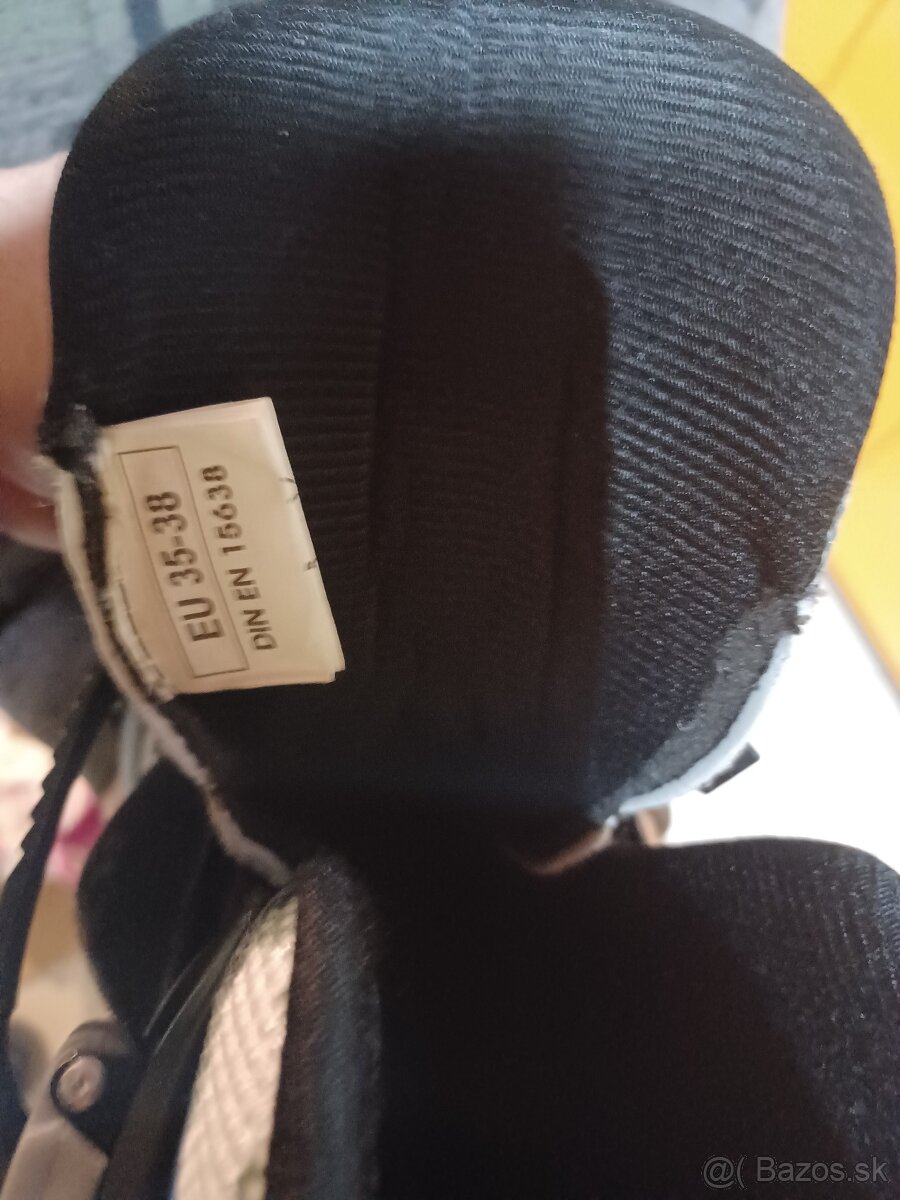 EU 35-38
DIN EN 15638
@( Bazos.sk